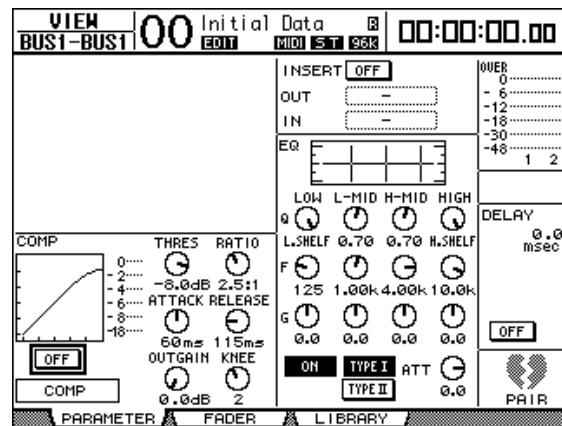 VIEW
BUS1-BUS1
00 Initial Data
EDIT MIDI S.T 96k
00:00:00.00
INSERT OFF
OUT -
IN -
OVER
0
-6
-12
-18
-30
-48
1 2
EQ
LOW L-MID H-MID HIGH
Q
L.SHELF 0.70 0.70 H.SHELF
F
125 1.00k 4.00k 10.0k
G
0.0 0.0 0.0 0.0
ON TYPE I ATT
TYPE II 0.0
DELAY
0.0
msec
OFF
PAIR
COMP
THRES RATIO
0
-2
-4
-6
-8
-18
-8.0dB 2.5:1
ATTACK RELEASE
60ms 115ms
OUTGAIN KNEE
0.0dB 2
OFF
COMP
PARAMETER FADER LIBRARY